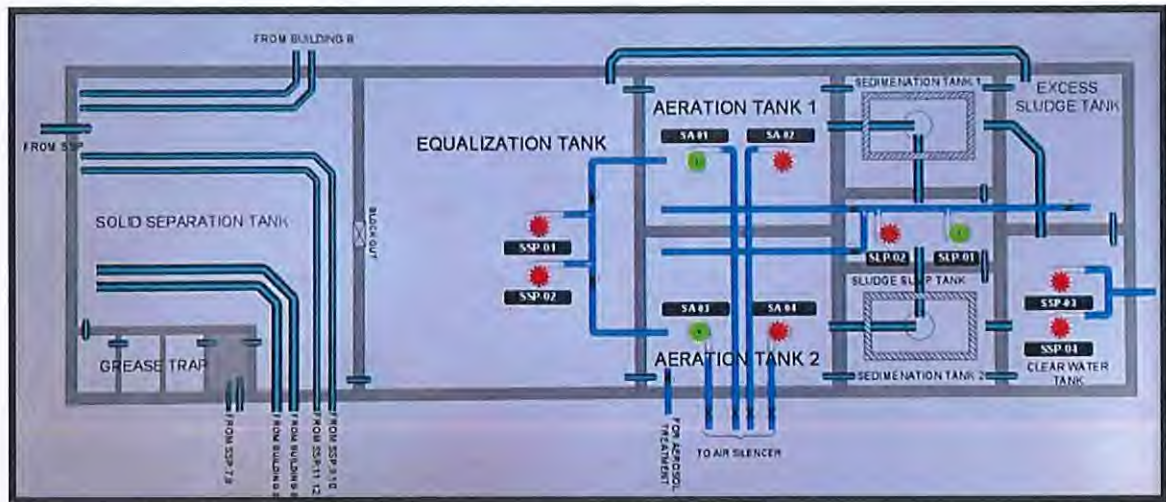 FROM BUILDING B
FROM SSP
SOLID SEPARATION TANK
GREASE TRAP
FROM SSP.7,8
FROM BUILDING
FROM BUILDING
FROM SSP.11, 12
FROM SSP.9,10
BLOCK OUT
EQUALIZATION TANK
SSP-01
SSP-02
AERATION TANK 1
SA-01
SA-02
SA-03
SA-04
AERATION TANK 2
FOR AEROSOL
TREATMENT
TO AIR SILENCER
SEDIMENATION TANK 1
SLP-02
SLP-01
SLUDGE SUMP TANK
SEDIMENATION TANK 2
EXCESS
SLUDGE TANK
SSP-03
SSP-04
CLEAR WATER
TANK